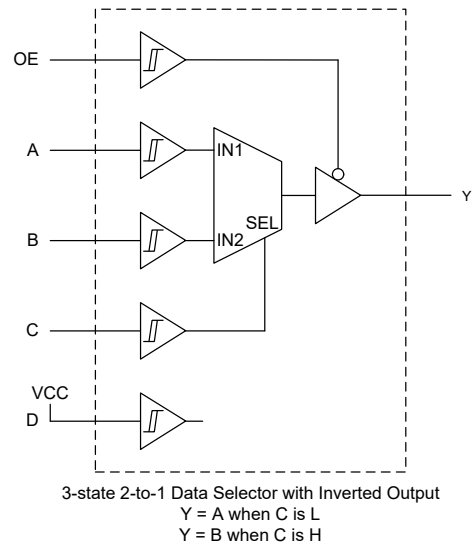 OE
A
IN1
B
IN2
SEL
Y
C
VCC
D
3-state 2-to-1 Data Selector with Inverted Output
Y = A when C is L
Y = B when C is H